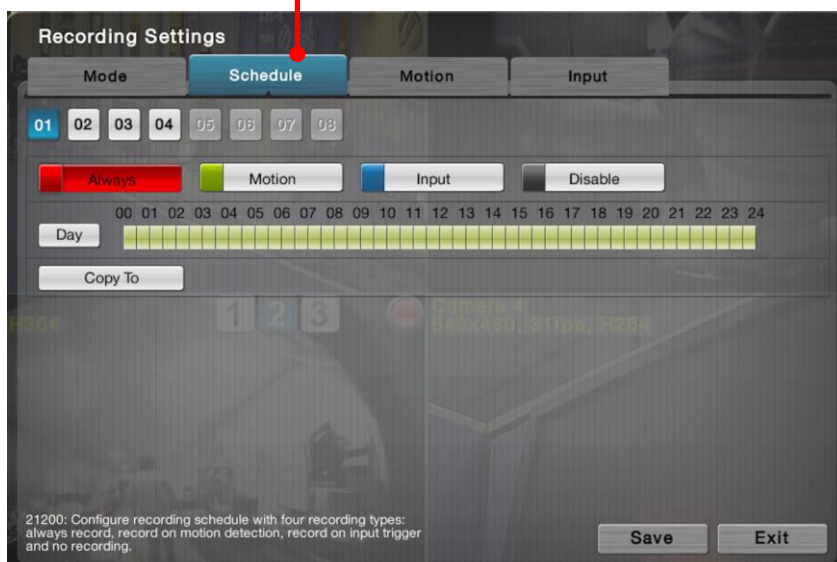 Recording Settings
Mode Schedule Motion Input
01 02 03 04 05 06 07 08
Always Motion Input Disable
00 01 02 03 04 05 06 07 08 09 10 11 12 13 14 15 16 17 18 19 20 21 22 23 24
Day
Copy To
H264 1 2 3 Camera 4
640x480, 31fps, H264
21200: Configure recording schedule with four recording types:
always record, record on motion detection, record on input trigger
and no recording.
Save Exit